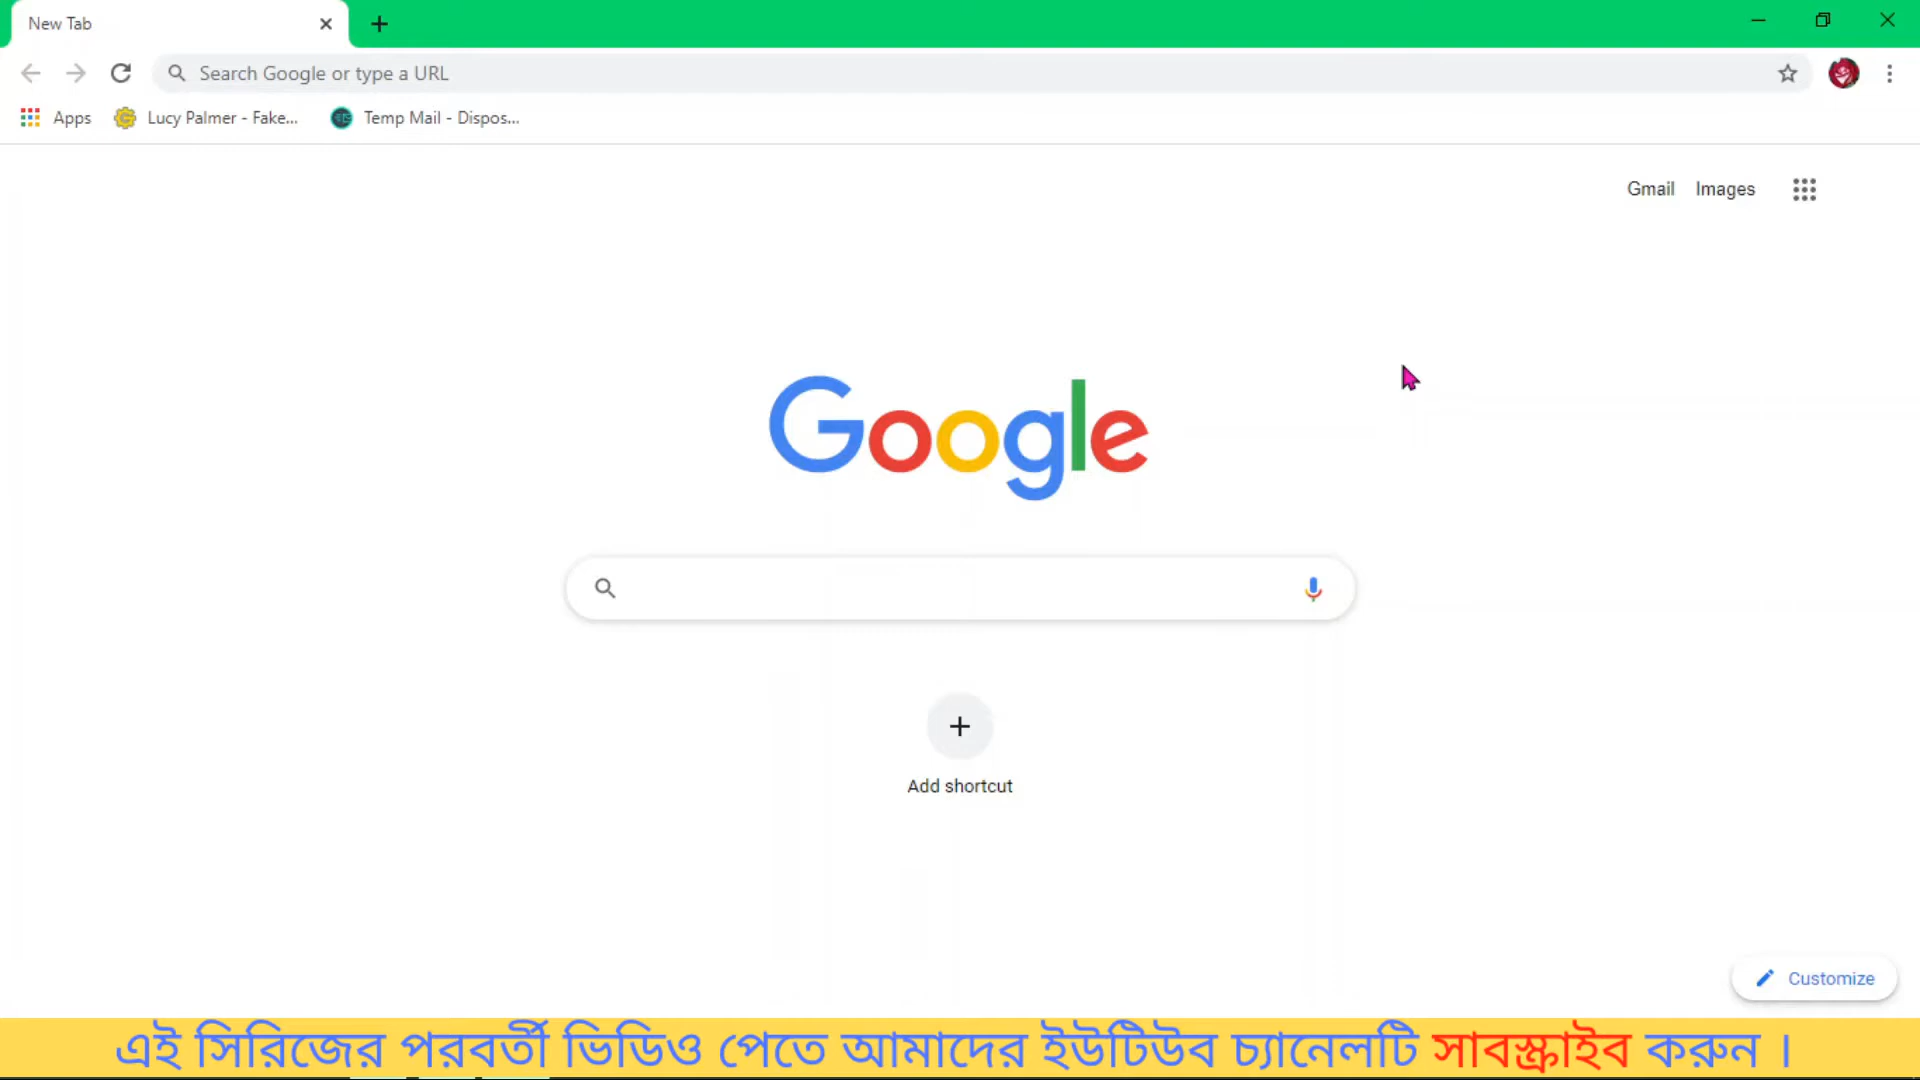 New Tab
Search Google or type a URL
Apps Lucy Palmer - Fake... Temp Mail - Dispos...
Gmail Images
Google
Add shortcut
Customize
এই সিরিজের পরবর্তী ভিডিও পেতে আমাদের ইউটিউব চ্যানেলটি সাবস্ক্রাইব করুন ।